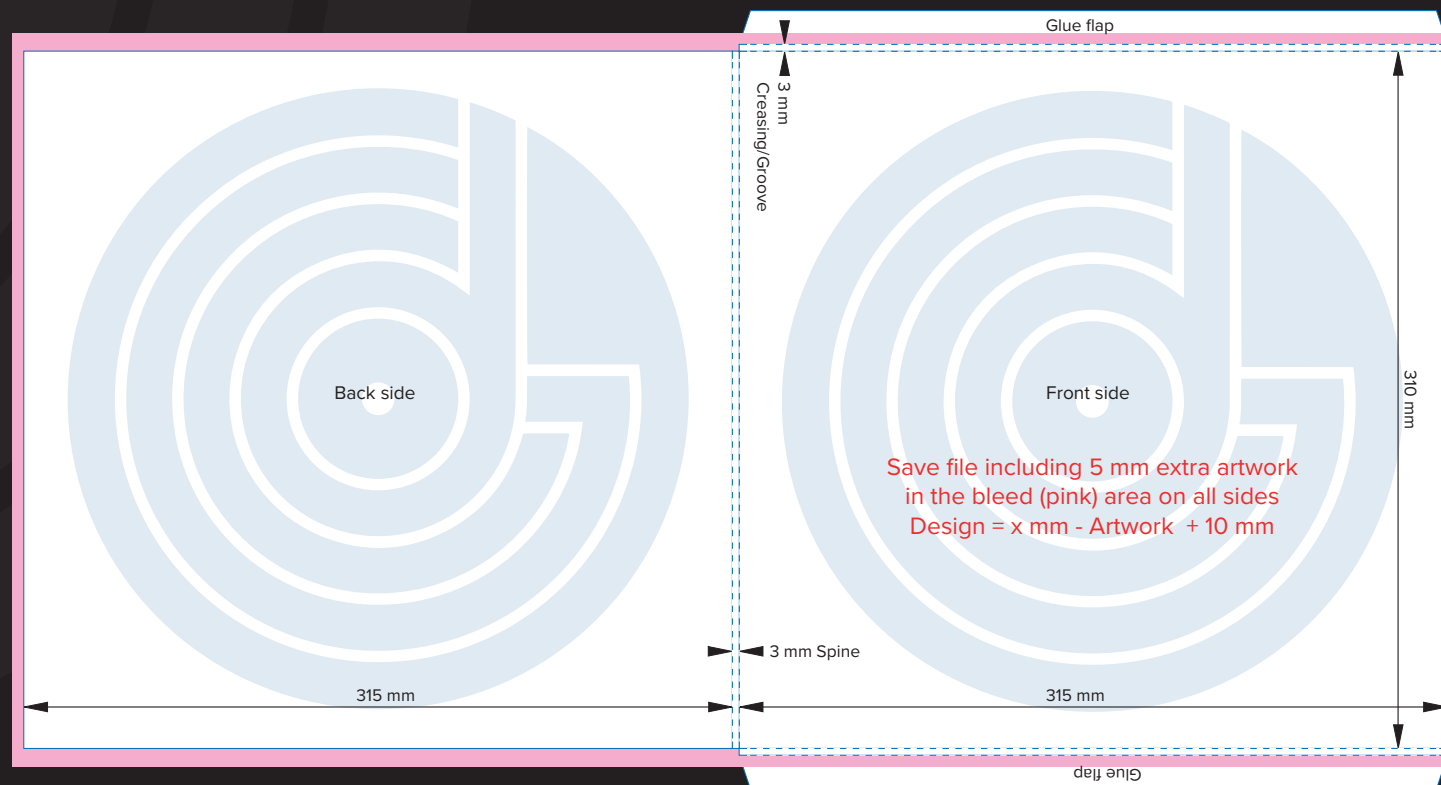 Glue flap
3 mm
Creasing/Groove
Back side
Front side
310 mm
Save file including 5 mm extra artwork
in the bleed (pink) area on all sides
Design = x mm - Artwork + 10 mm
3 mm Spine
315 mm
315 mm
Glue flap